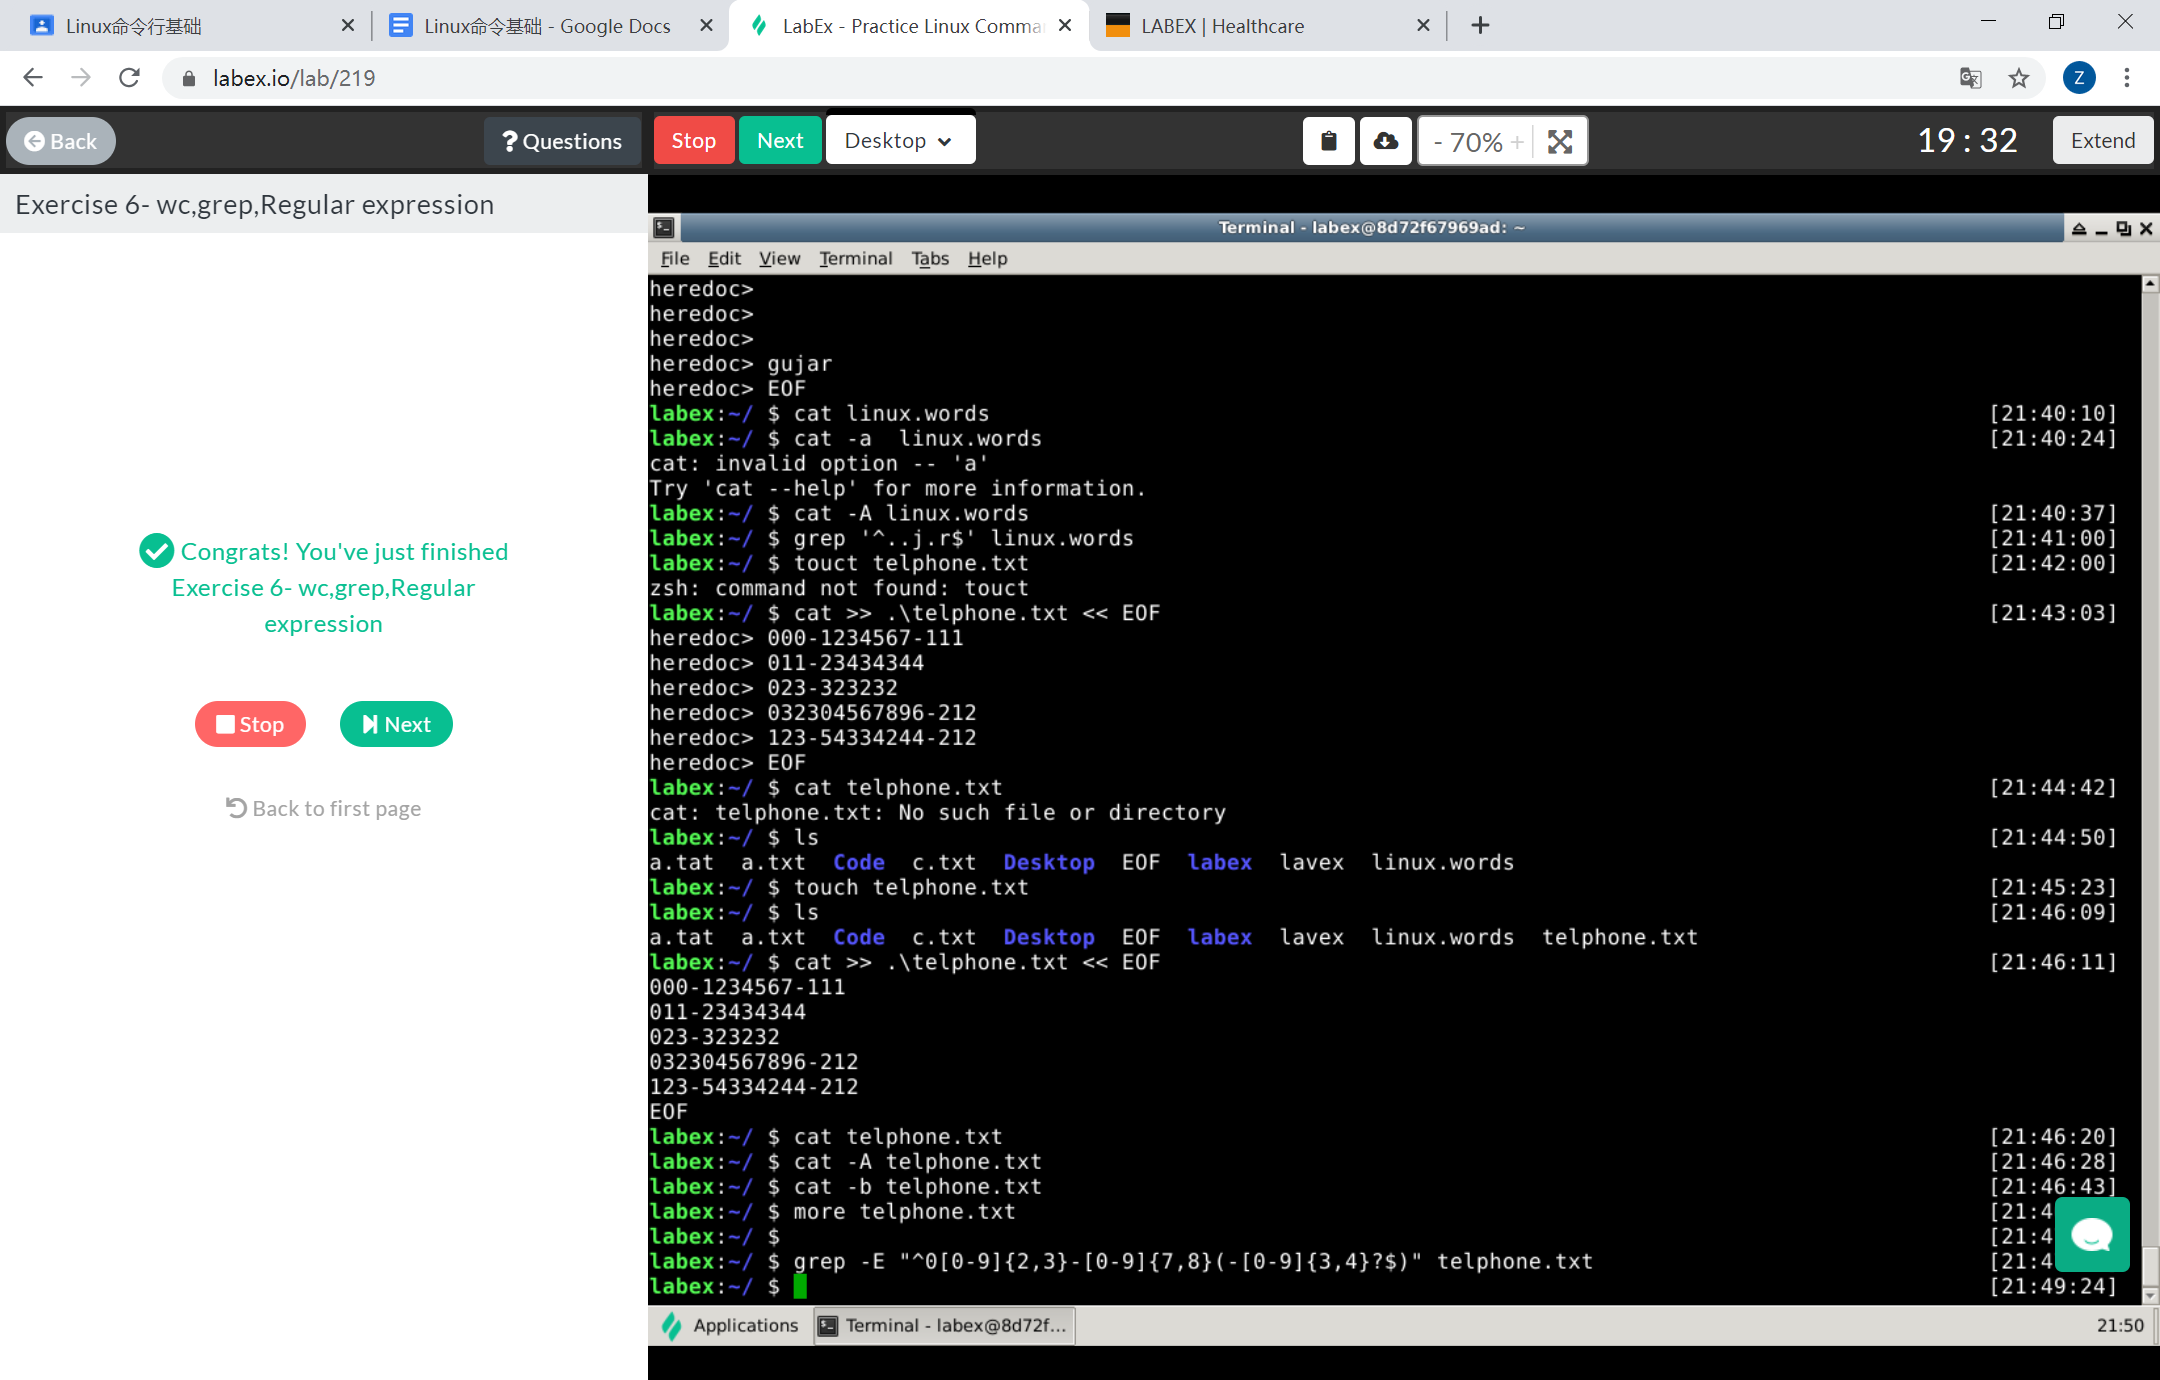 Linux命令行基础
Linux命令基础 - Google Docs
LabEx - Practice Linux Comma
LABEX | Healthcare
labex.io/lab/219
Z
Back
? Questions
Stop
Next
Desktop
- 70% +
19 : 32
Extend
Exercise 6- wc,grep,Regular expression
Congrats! You've just finished
Exercise 6- wc,grep,Regular
expression
Stop
Next
Back to first page
Terminal - labex@8d72f67969ad: ~
File Edit View Terminal Tabs Help
heredoc>
heredoc>
heredoc>
heredoc> gujar
heredoc> EOF
labex:~/ $ cat linux.words [21:40:10]
labex:~/ $ cat -a  linux.words [21:40:24]
cat: invalid option -- 'a'
Try 'cat --help' for more information.
labex:~/ $ cat -A linux.words [21:40:37]
labex:~/ $ grep '^..j.r$' linux.words [21:41:00]
labex:~/ $ touct telphone.txt [21:42:00]
zsh: command not found: touct
labex:~/ $ cat >> .\telphone.txt << EOF [21:43:03]
heredoc> 000-1234567-111
heredoc> 011-23434344
heredoc> 023-323232
heredoc> 032304567896-212
heredoc> 123-54334244-212
heredoc> EOF
labex:~/ $ cat telphone.txt [21:44:42]
cat: telphone.txt: No such file or directory
labex:~/ $ ls [21:44:50]
a.tat  a.txt  Code  c.txt  Desktop  EOF  labex  lavex  linux.words
labex:~/ $ touch telphone.txt [21:45:23]
labex:~/ $ ls [21:46:09]
a.tat  a.txt  Code  c.txt  Desktop  EOF  labex  lavex  linux.words  telphone.txt
labex:~/ $ cat >> .\telphone.txt << EOF [21:46:11]
000-1234567-111
011-23434344
023-323232
032304567896-212
123-54334244-212
EOF
labex:~/ $ cat telphone.txt [21:46:20]
labex:~/ $ cat -A telphone.txt [21:46:28]
labex:~/ $ cat -b telphone.txt [21:46:43]
labex:~/ $ more telphone.txt [21:4
labex:~/ $ [21:4
labex:~/ $ grep -E "^0[0-9]{2,3}-[0-9]{7,8}(-[0-9]{3,4}?$)" telphone.txt [21:4
labex:~/ $ [21:49:24]
Applications
Terminal - labex@8d72f...
21:50